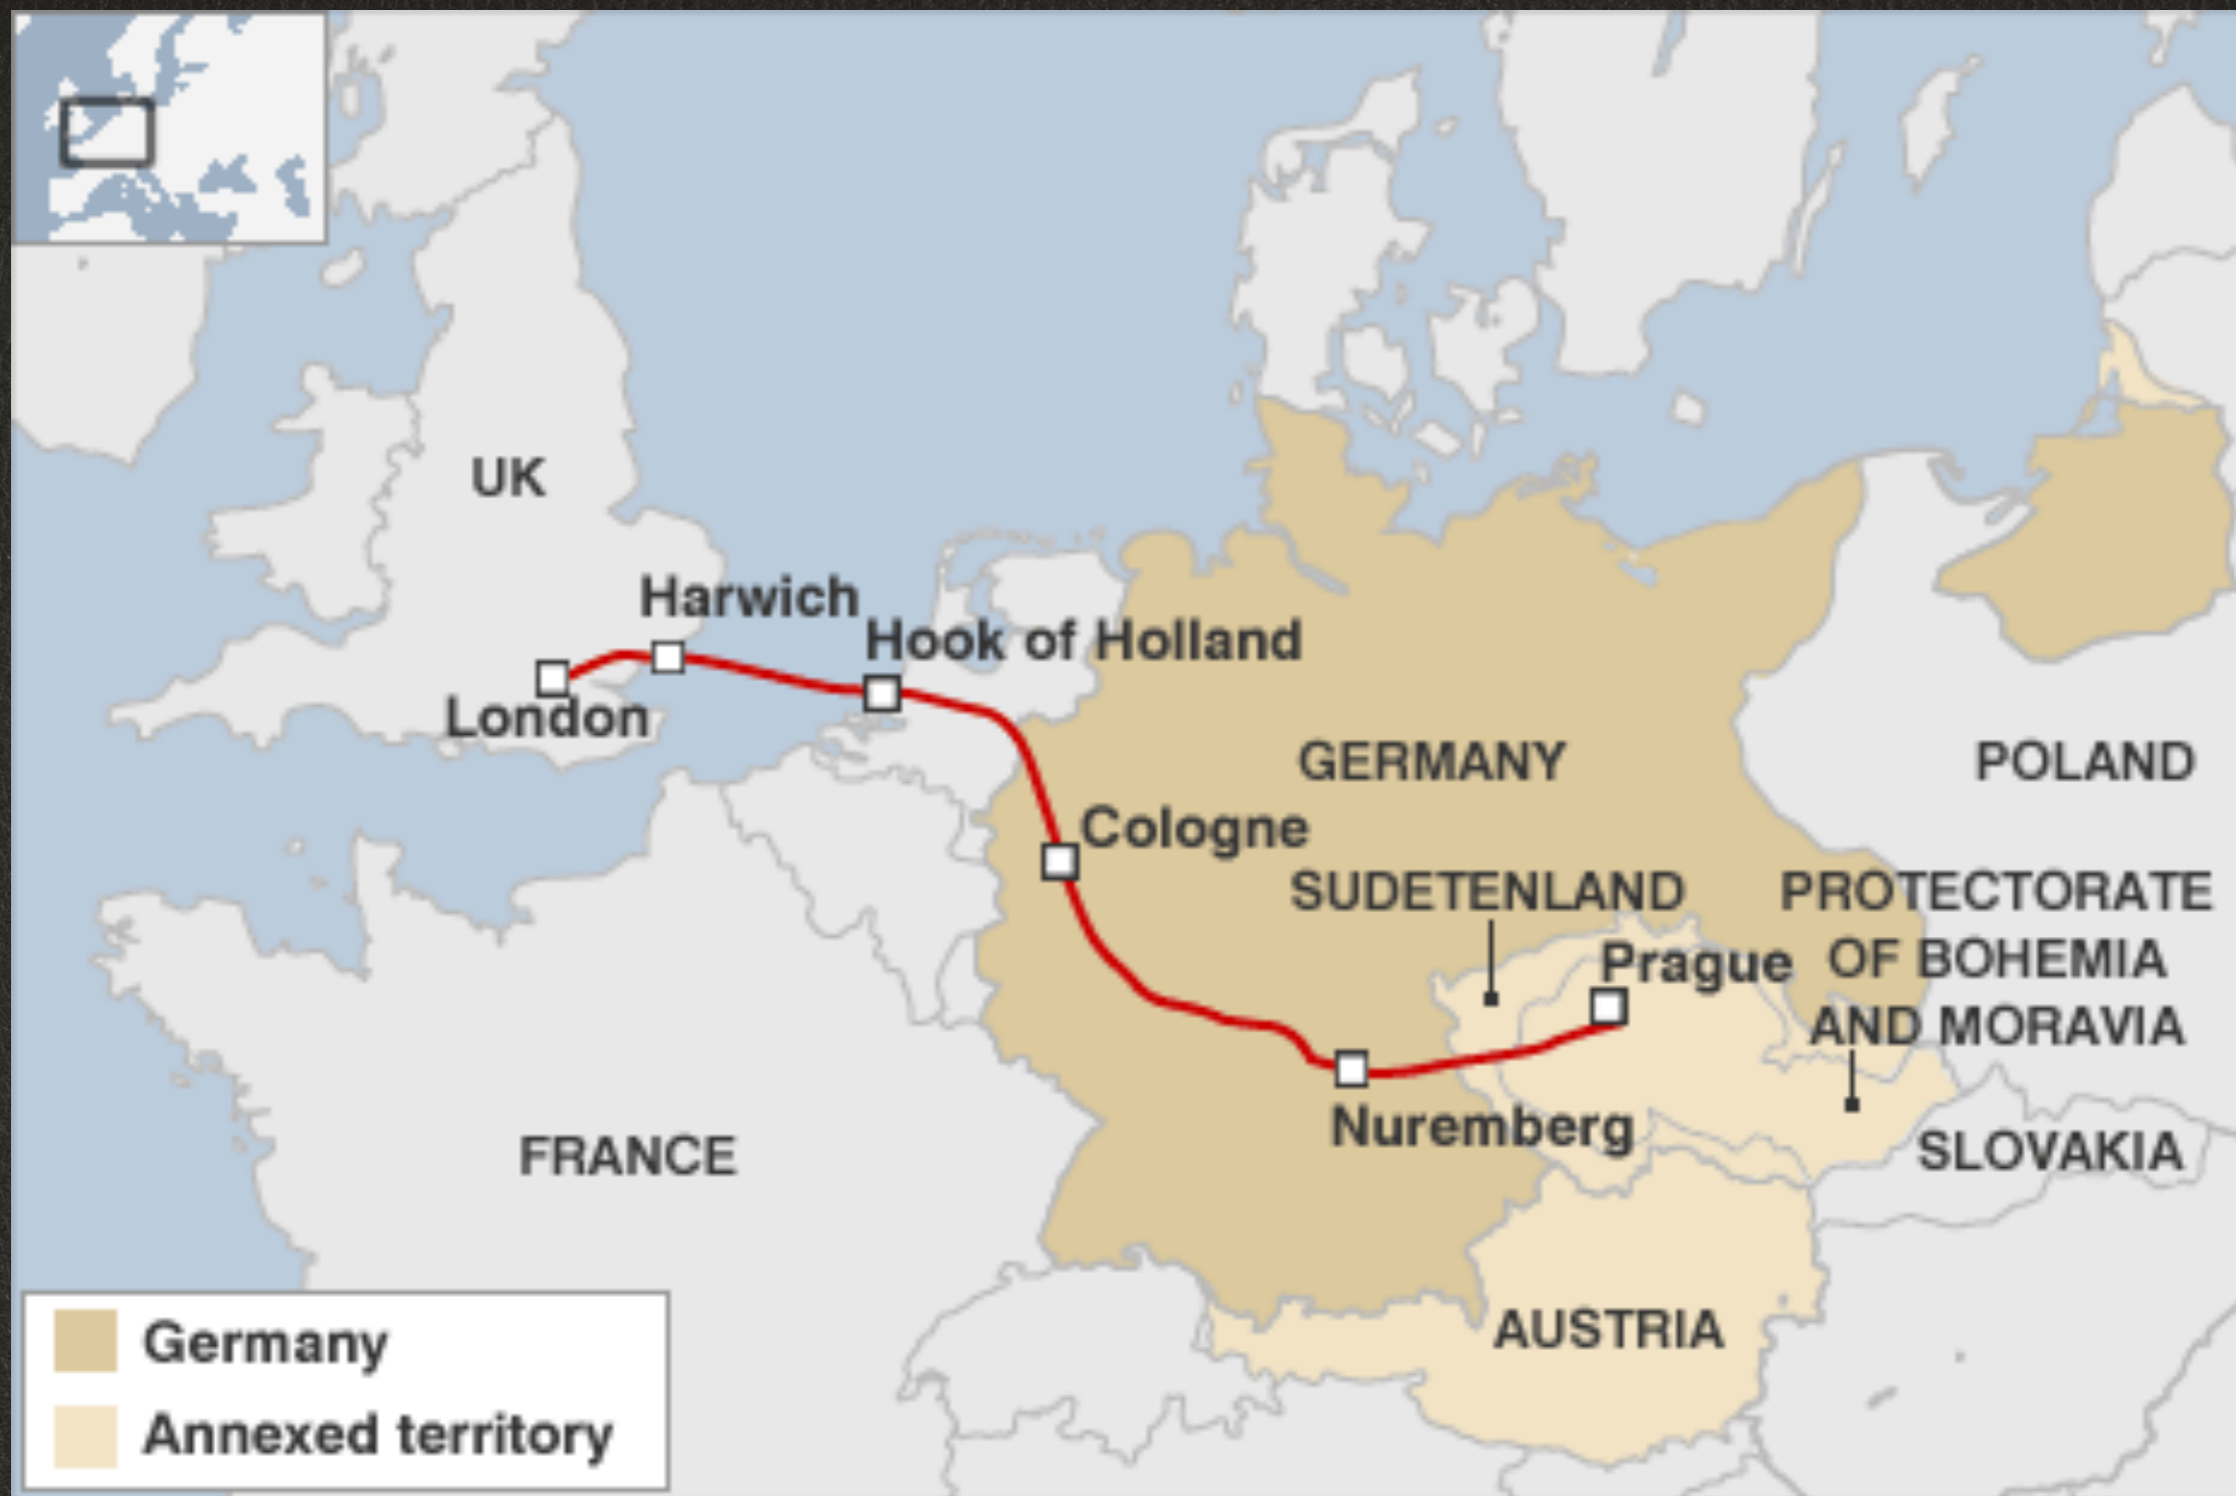 UK
Harwich
Hook of Holland
London
GERMANY
POLAND
Cologne
SUDETENLAND
PROTECTORATE
OF BOHEMIA
AND MORAVIA
Prague
Nuremberg
FRANCE
SLOVAKIA
AUSTRIA
Germany
Annexed territory